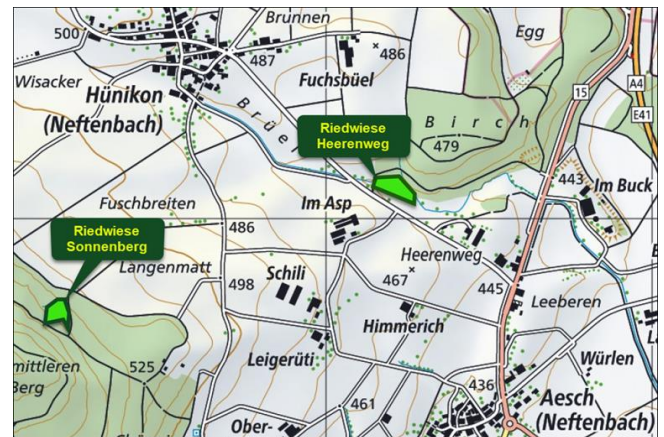 500
Brunnen
487
486
Egg
Wisacker
Fuchsbüel
15
A4
E41
Hünikon
(Neftenbach)
Brüel
Riedwiese
Heerenweg
Birch
479
443
Im Buck
Fuschbreiten
Im Asp
486
Riedwiese
Sonnenberg
Langenmatt
Schili
Heerenweg
467
498
445
Leeberen
Himmerich
mittleren
Berg
525
Leigerüti
Würlen
436
461
Aesch
(Neftenbach)
Ober-